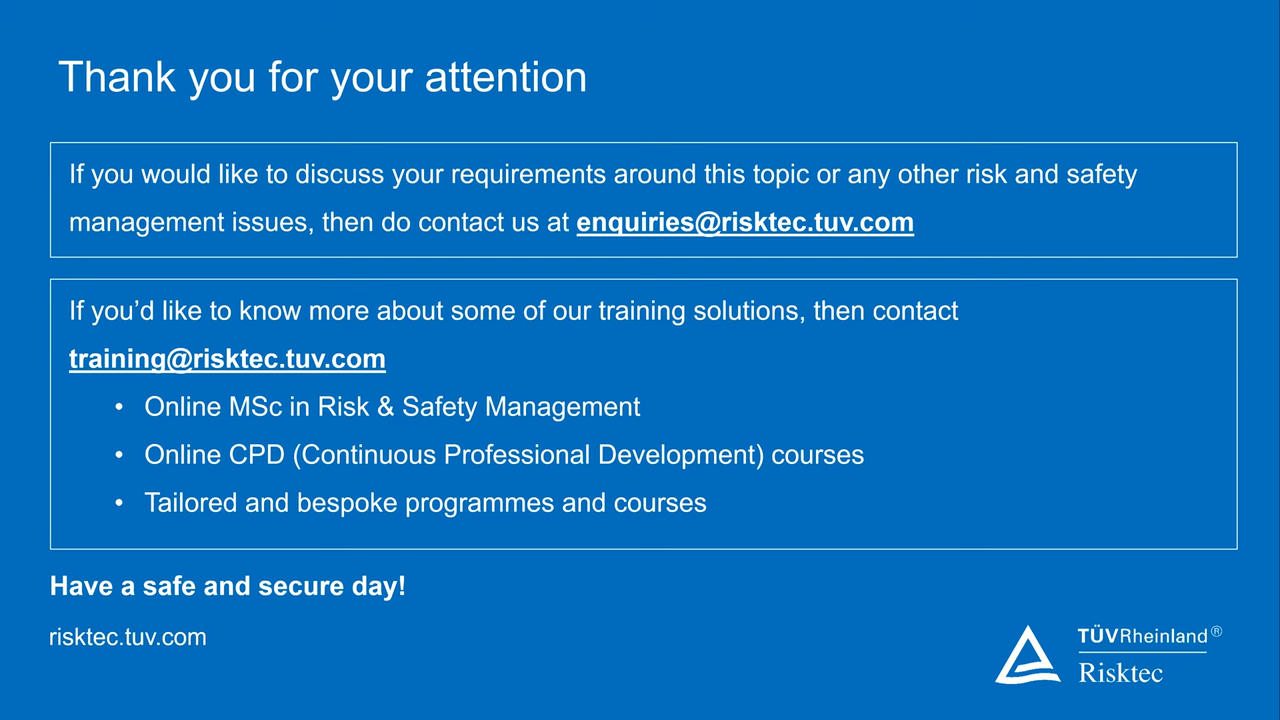 Thank you for your attention
If you would like to discuss your requirements around this topic or any other risk and safety
management issues, then do contact us at enquiries@risktec.tuv.com
If you’d like to know more about some of our training solutions, then contact
training@risktec.tuv.com
• Online MSc in Risk & Safety Management
• Online CPD (Continuous Professional Development) courses
• Tailored and bespoke programmes and courses
Have a safe and secure day!
risktec.tuv.com
TÜVRheinland®
Risktec